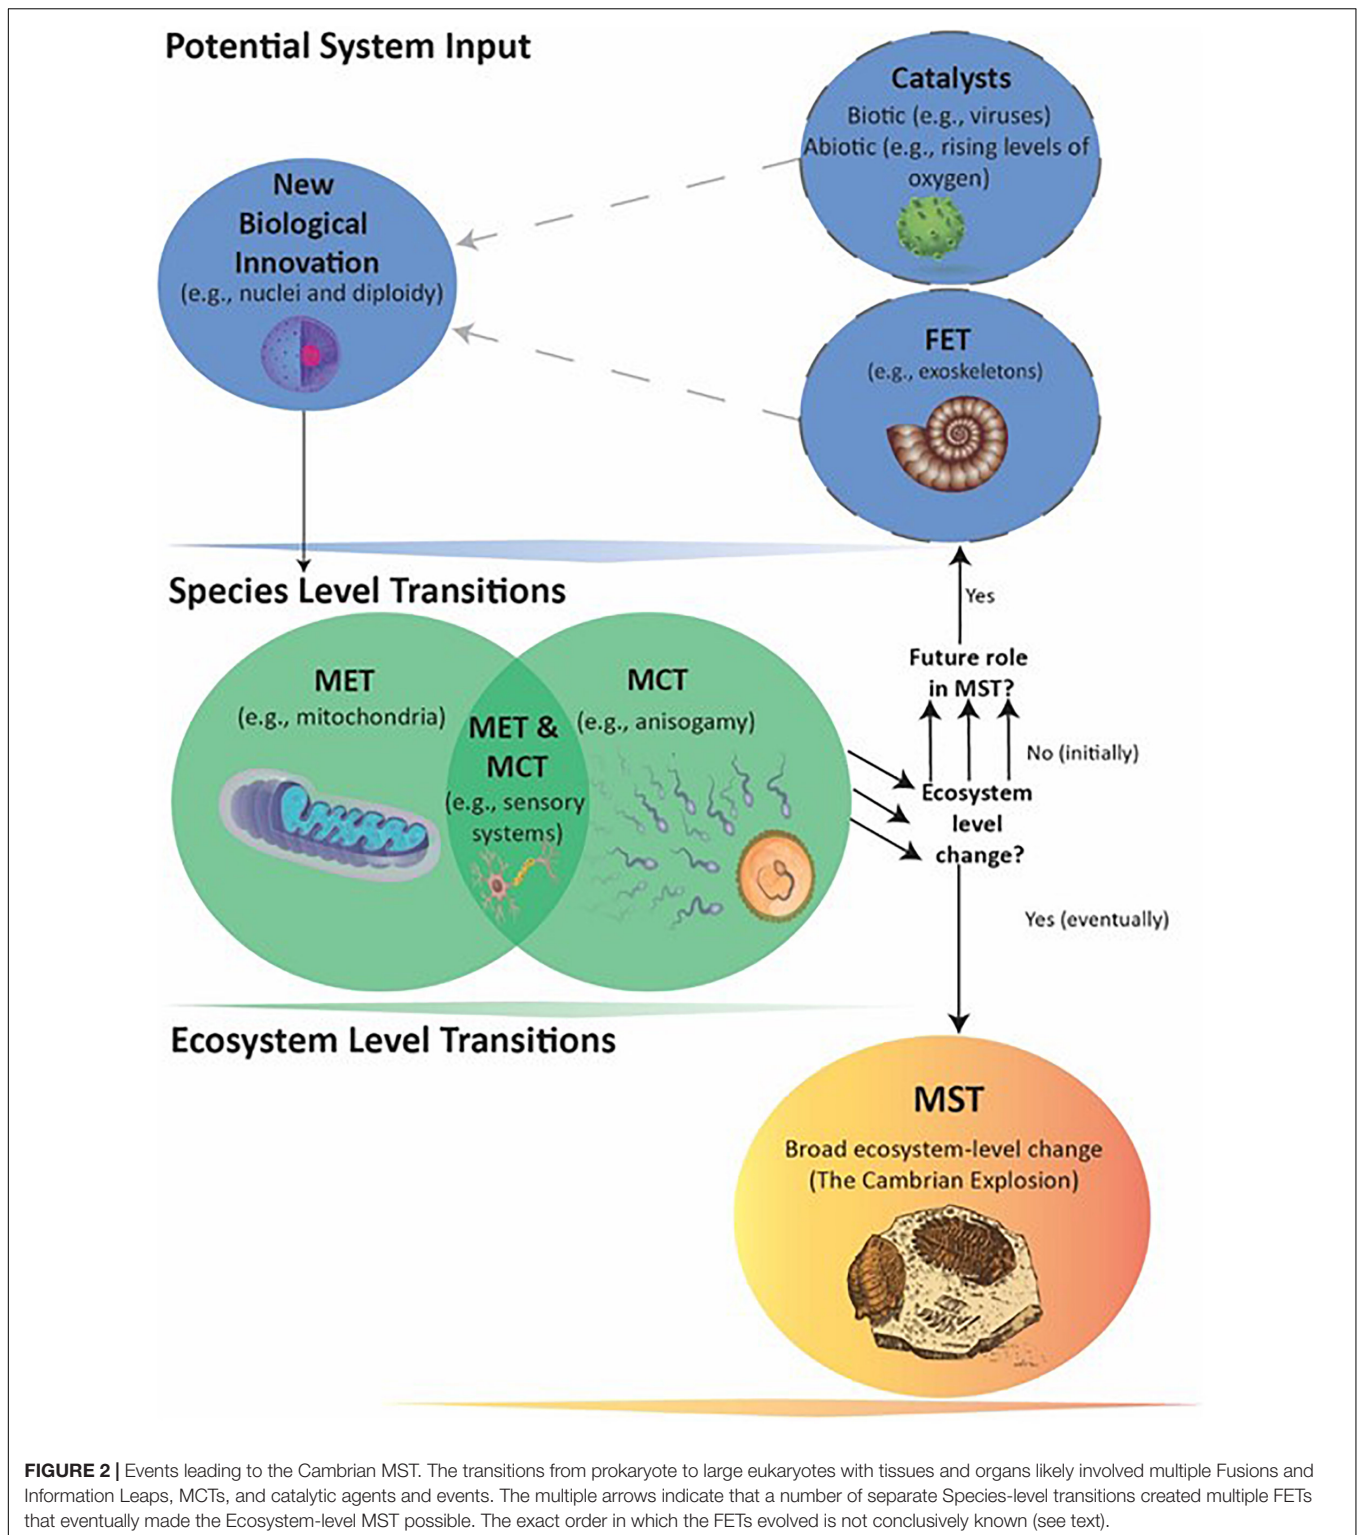 Potential System Input
Catalysts
Biotic (e.g., viruses)
Abiotic (e.g., rising levels of
oxygen)
New
Biological
Innovation
(e.g., nuclei and diploidy)
FET
(e.g., exoskeletons)
Species Level Transitions
Yes
Future role
in MST?
MET
(e.g., mitochondria)
MET &
MCT
(e.g., sensory
systems)
MCT
(e.g., anisogamy)
No (initially)
Ecosystem
level
change?
Yes (eventually)
Ecosystem Level Transitions
MST
Broad ecosystem-level change
(The Cambrian Explosion)
FIGURE 2 | Events leading to the Cambrian MST. The transitions from prokaryote to large eukaryotes with tissues and organs likely involved multiple Fusions and
Information Leaps, MCTs, and catalytic agents and events. The multiple arrows indicate that a number of separate Species-level transitions created multiple FETs
that eventually made the Ecosystem-level MST possible. The exact order in which the FETs evolved is not conclusively known (see text).